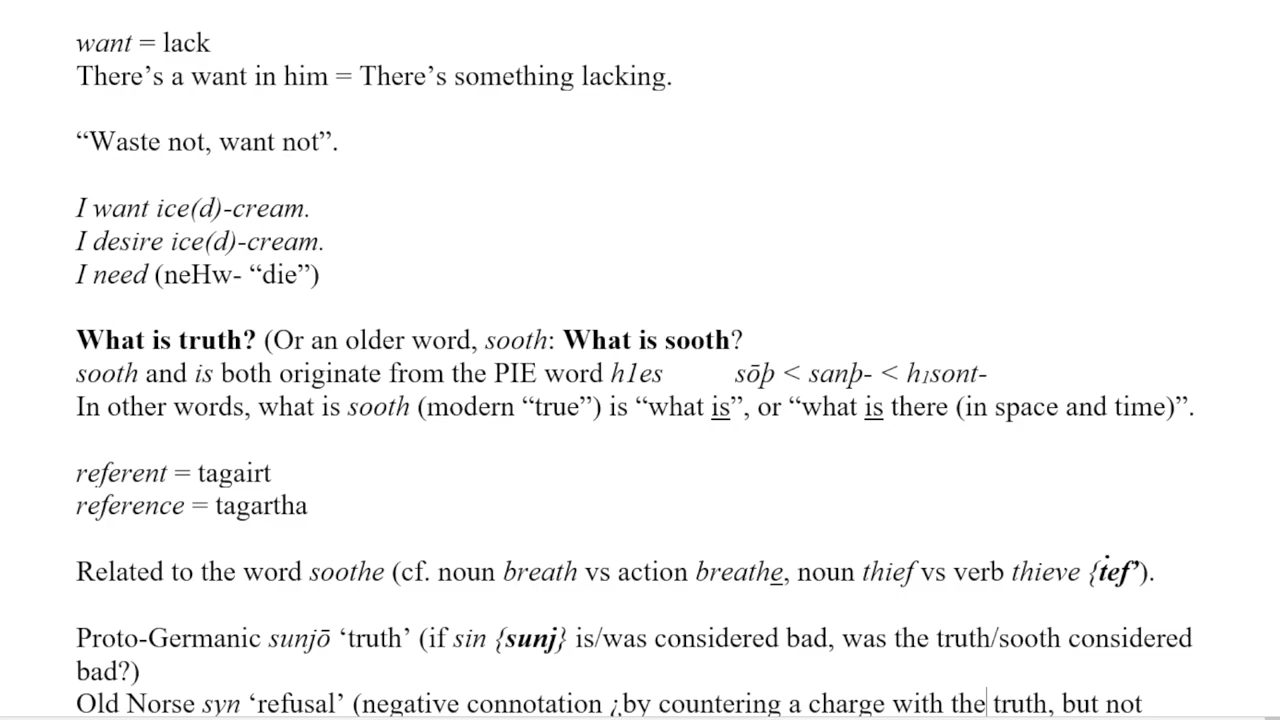 want = lack
There’s a want in him = There’s something lacking.
“Waste not, want not”.
I want ice(d)-cream.
I desire ice(d)-cream.
I need (neHw- “die”)
What is truth? (Or an older word, sooth: What is sooth?
sooth and is both originate from the PIE word h1es sōþ < sanþ- < h₁sont-
In other words, what is sooth (modern “true”) is “what is”, or “what is there (in space and time)”.
referent = tagairt
reference = tagartha
Related to the word soothe (cf. noun breath vs action breathe, noun thief vs verb thieve {ṫef’).
Proto-Germanic sunjō ‘truth’ (if sin {sunj} is/was considered bad, was the truth/sooth considered
bad?)
Old Norse syn ‘refusal’ (negative connotation ¿by countering a charge with the truth, but not